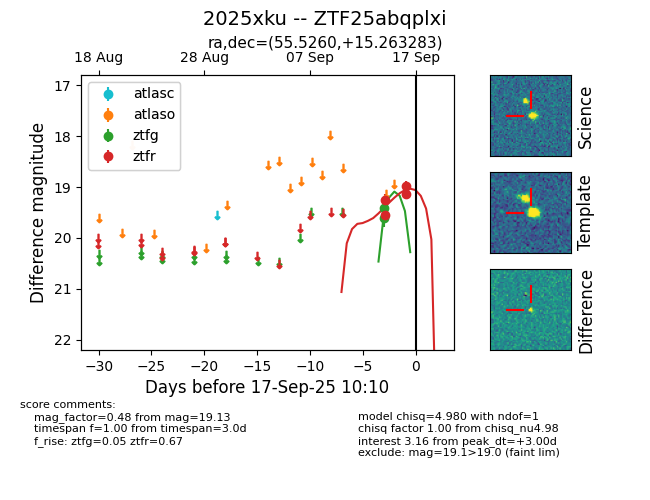 2025xku -- ZTF25abqplxi
ra,dec=(55.5260,+15.263283)
18 Aug 28 Aug 07 Sep 17 Sep
17
18
19
20
21
22
Difference magnitude
atlasc
atlaso
ztfg
ztfr
−30 −25 −20 −15 −10 −5 0
Days before 17-Sep-25 10:10
Science
Template
Difference
score comments:
mag_factor=0.48 from mag=19.13
timespan f=1.00 from timespan=3.0d
f_rise: ztfg=0.05 ztfr=0.67
model chisq=4.980 with ndof=1
chisq factor 1.00 from chisq_nu4.98
interest 3.16 from peak_dt=+3.00d
exclude: mag=19.1>19.0 (faint lim)